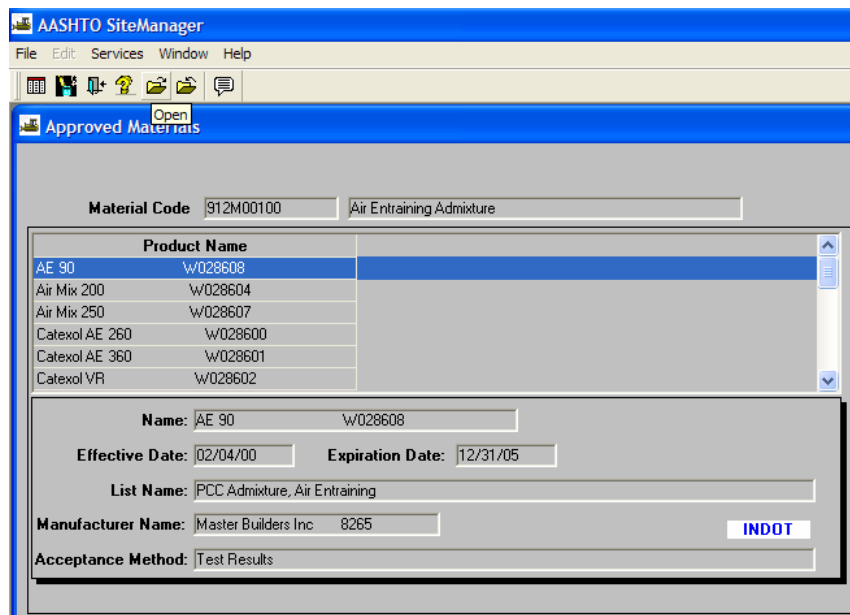 AASHTO SiteManager
File Edit Services Window Help
Open
Approved Materials
Material Code 912M00100 Air Entraining Admixture
Product Name
AE 90 W028608
Air Mix 200 W028604
Air Mix 250 W028607
Catexol AE 260 W028600
Catexol AE 360 W028601
Catexol VR W028602
Name: AE 90 W028608
Effective Date: 02/04/00 Expiration Date: 12/31/05
List Name: PCC Admixture, Air Entraining
Manufacturer Name: Master Builders Inc 8265
INDOT
Acceptance Method: Test Results